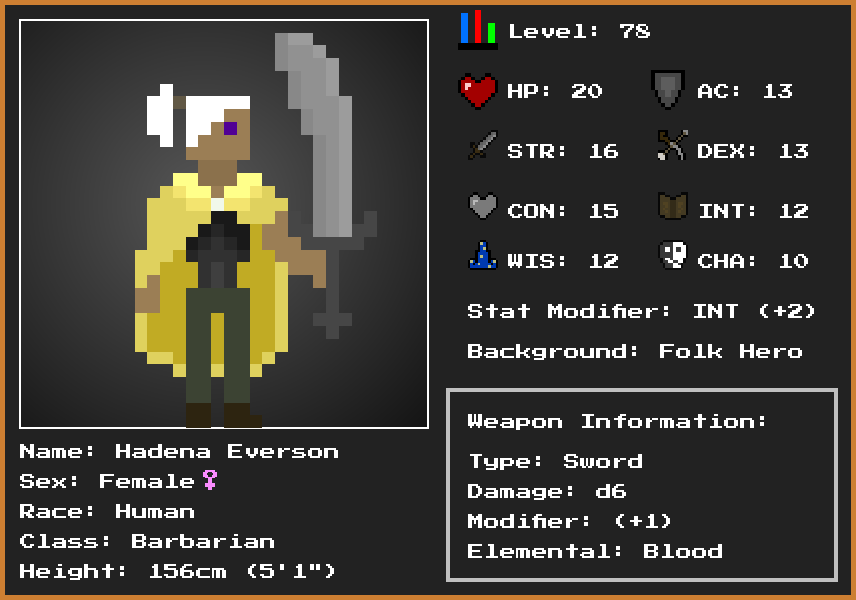 Level: 78
HP: 20 AC: 13
STR: 16 DEX: 13
CON: 15 INT: 12
WIS: 12 CHA: 10
Stat Modifier: INT (+2)
Background: Folk Hero
Weapon Information:
Type: Sword
Damage: d6
Modifier: (+1)
Elemental: Blood
Name: Hadena Everson
Sex: Female♀
Race: Human
Class: Barbarian
Height: 156cm (5'1")